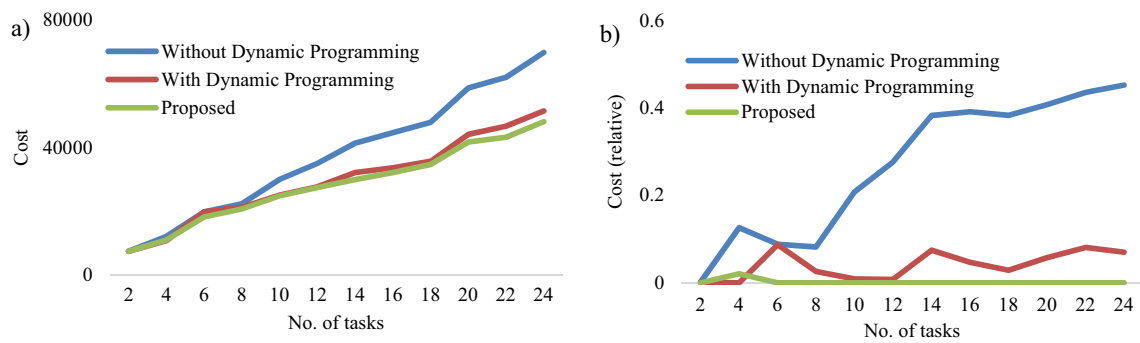 a)
80000
40000
0
Cost
Without Dynamic Programming
With Dynamic Programming
Proposed
2 4 6 8 10 12 14 16 18 20 22 24
No. of tasks
b)
0.6
0.4
0.2
0
Cost (relative)
Without Dynamic Programming
With Dynamic Programming
Proposed
2 4 6 8 10 12 14 16 18 20 22 24
No. of tasks